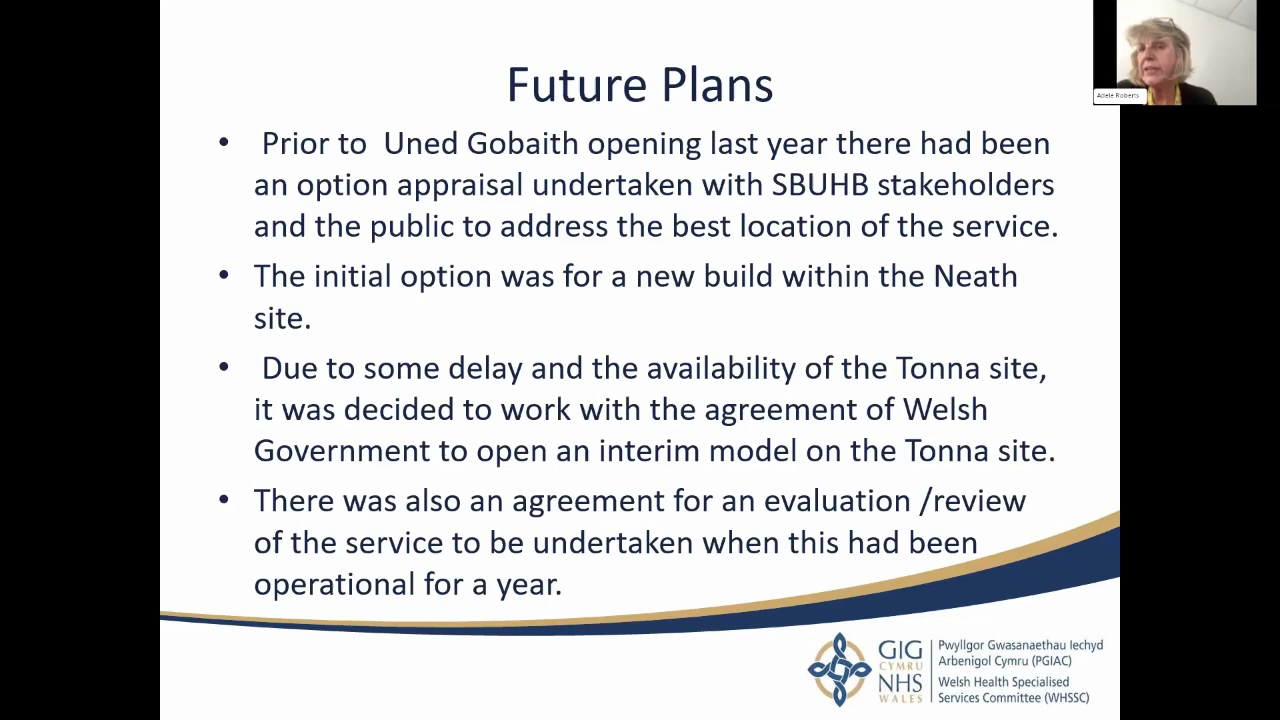 Future Plans
Adele Roberts
• Prior to Uned Gobaith opening last year there had been
an option appraisal undertaken with SBUHB stakeholders
and the public to address the best location of the service.
• The initial option was for a new build within the Neath
site.
• Due to some delay and the availability of the Tonna site,
it was decided to work with the agreement of Welsh
Government to open an interim model on the Tonna site.
• There was also an agreement for an evaluation /review
of the service to be undertaken when this had been
operational for a year.
GIG
CYMRU
NHS
WALES
Pwyllgor Gwasanaethau Iechyd
Arbenigol Cymru (PGIAC)
Welsh Health Specialised
Services Committee (WHSSC)